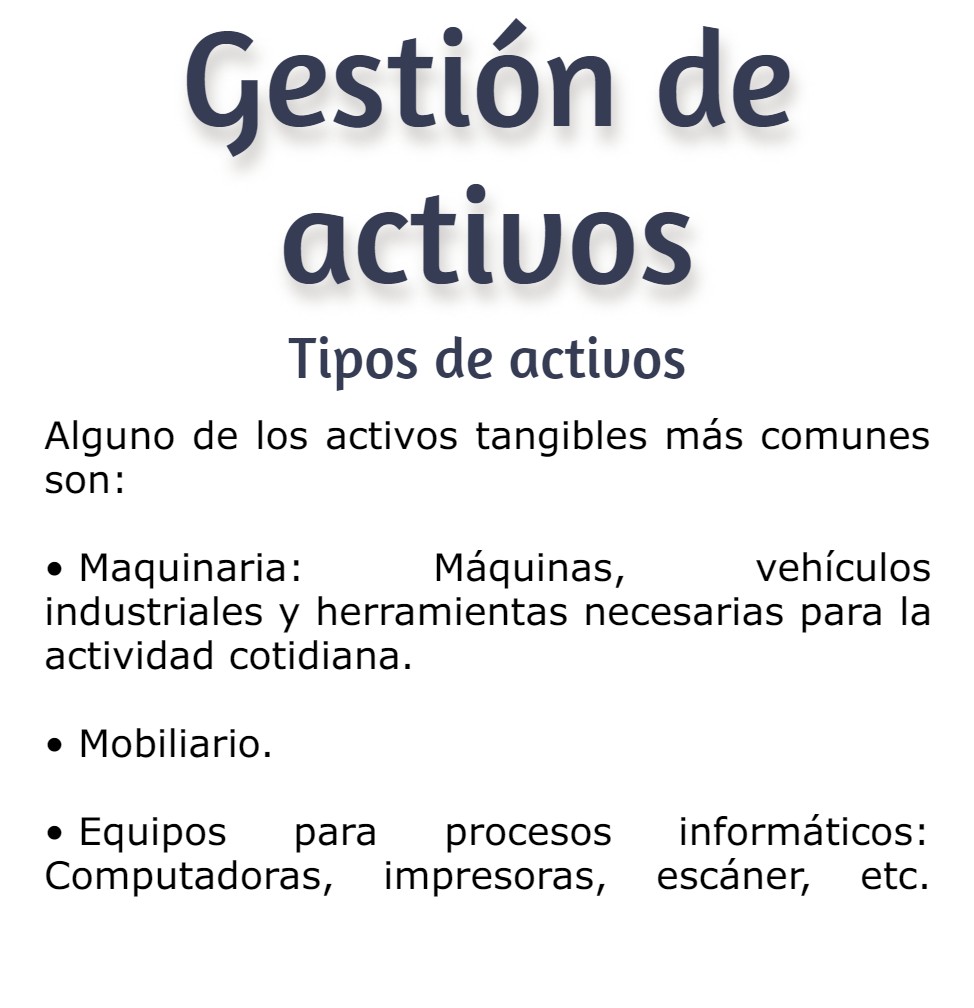 Gestión de
activos
Tipos de activos
Alguno de los activos tangibles más comunes
son:
• Maquinaria: Máquinas, vehículos
industriales y herramientas necesarias para la
actividad cotidiana.
• Mobiliario.
• Equipos para procesos informáticos:
Computadoras, impresoras, escáner, etc.